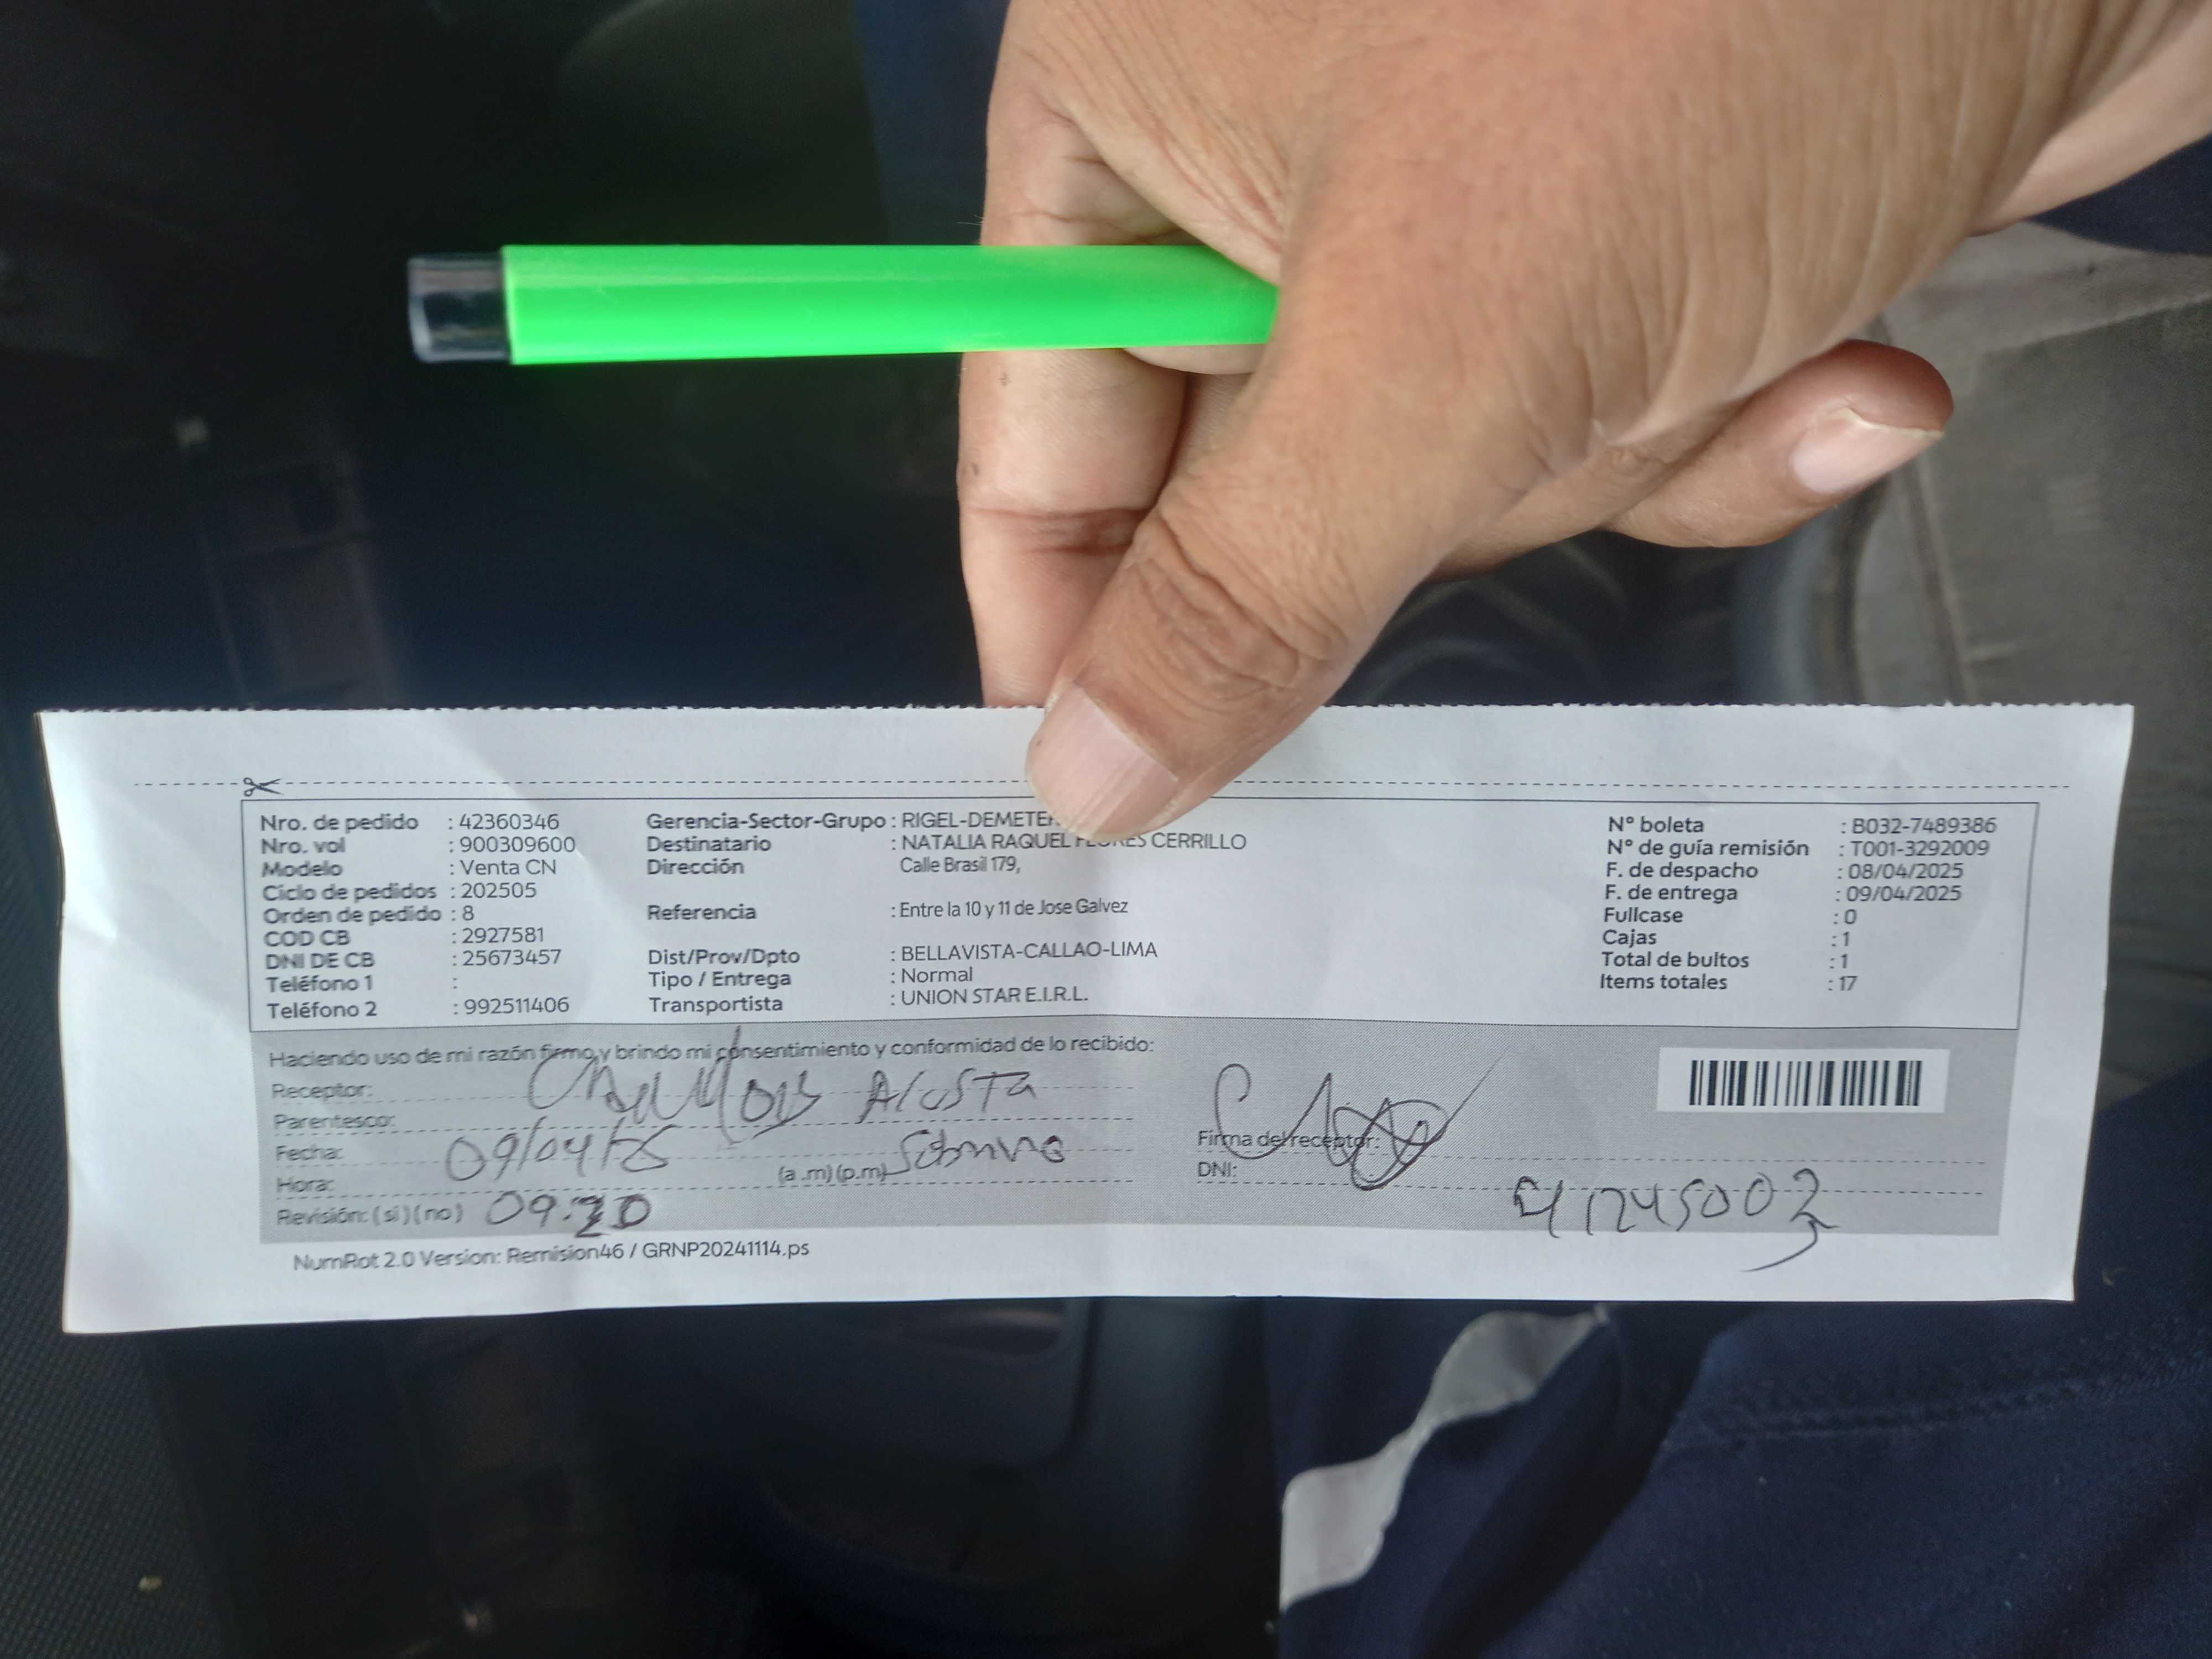 Nro. de pedido : 42360346 Gerencia-Sector-Grupo : RIGEL-DEMETER Nº boleta : B032-7489386
Nro. vol : 900309600 Destinatario : NATALIA RAQUEL FLORES CERRILLO Nº de guía remisión : T001-3292009
Modelo : Venta CN Dirección Calle Brasil 179, F. de despacho : 08/04/2025
Ciclo de pedidos : 202505 F. de entrega : 09/04/2025
Orden de pedido : 8 Referencia : Entre la 10 y 11 de Jose Galvez Fullcase : 0
COD CB : 2927581 Cajas : 1
DNI DE CB : 25673457 Dist/Prov/Dpto : BELLAVISTA-CALLAO-LIMA Total de bultos : 1
Teléfono 1 : Tipo / Entrega : Normal Items totales : 17
Teléfono 2 : 992511406 Transportista : UNION STAR E.I.R.L.
Haciendo uso de mi razón firmo y brindo mi consentimiento y conformidad de lo recibido:
Receptor: Acosta
Parentesco:
Fecha: 09/04/25 Sobrino Firma del receptor:
Hora: (a .m) (p.m) DNI:
Revisión: (si) (no) 09:20
NumRot 2.0 Version: Remision46 / GRNP20241114.ps